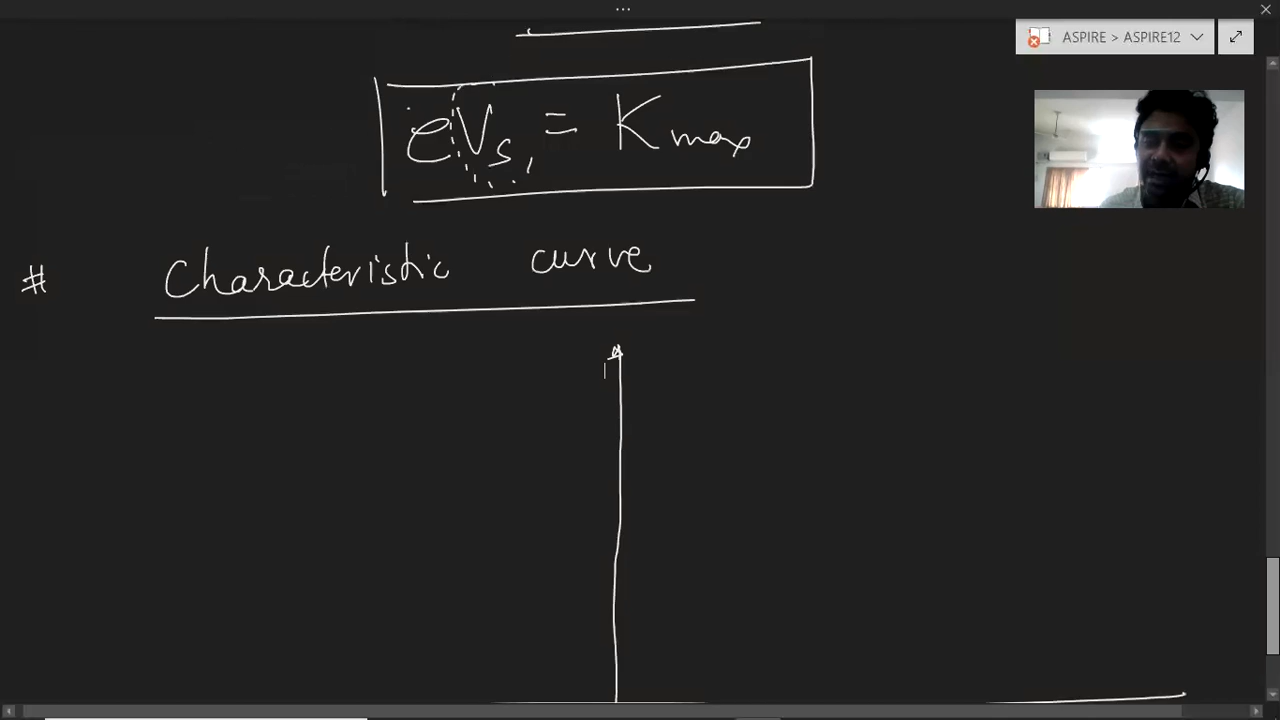 ASPIRE > ASPIRE12
eVs = Kmax
# Characteristic curve